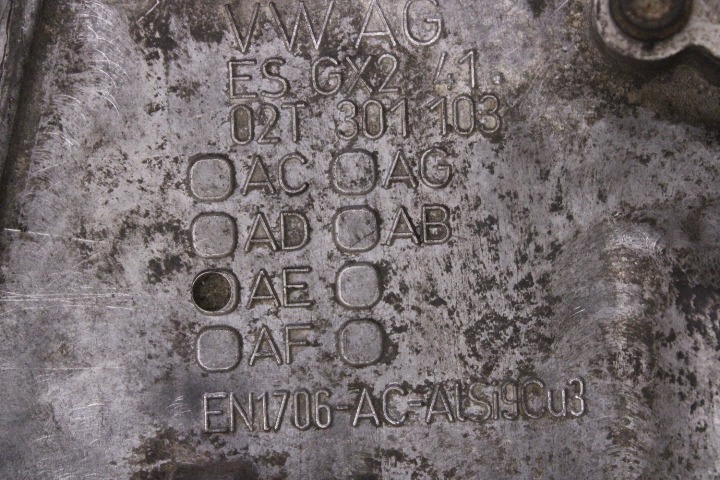 VW AG
ES GX2 41.
02T 301 103
AC AG
AD AB
AE
AF
EN1706-AC-AlSi9Cu3